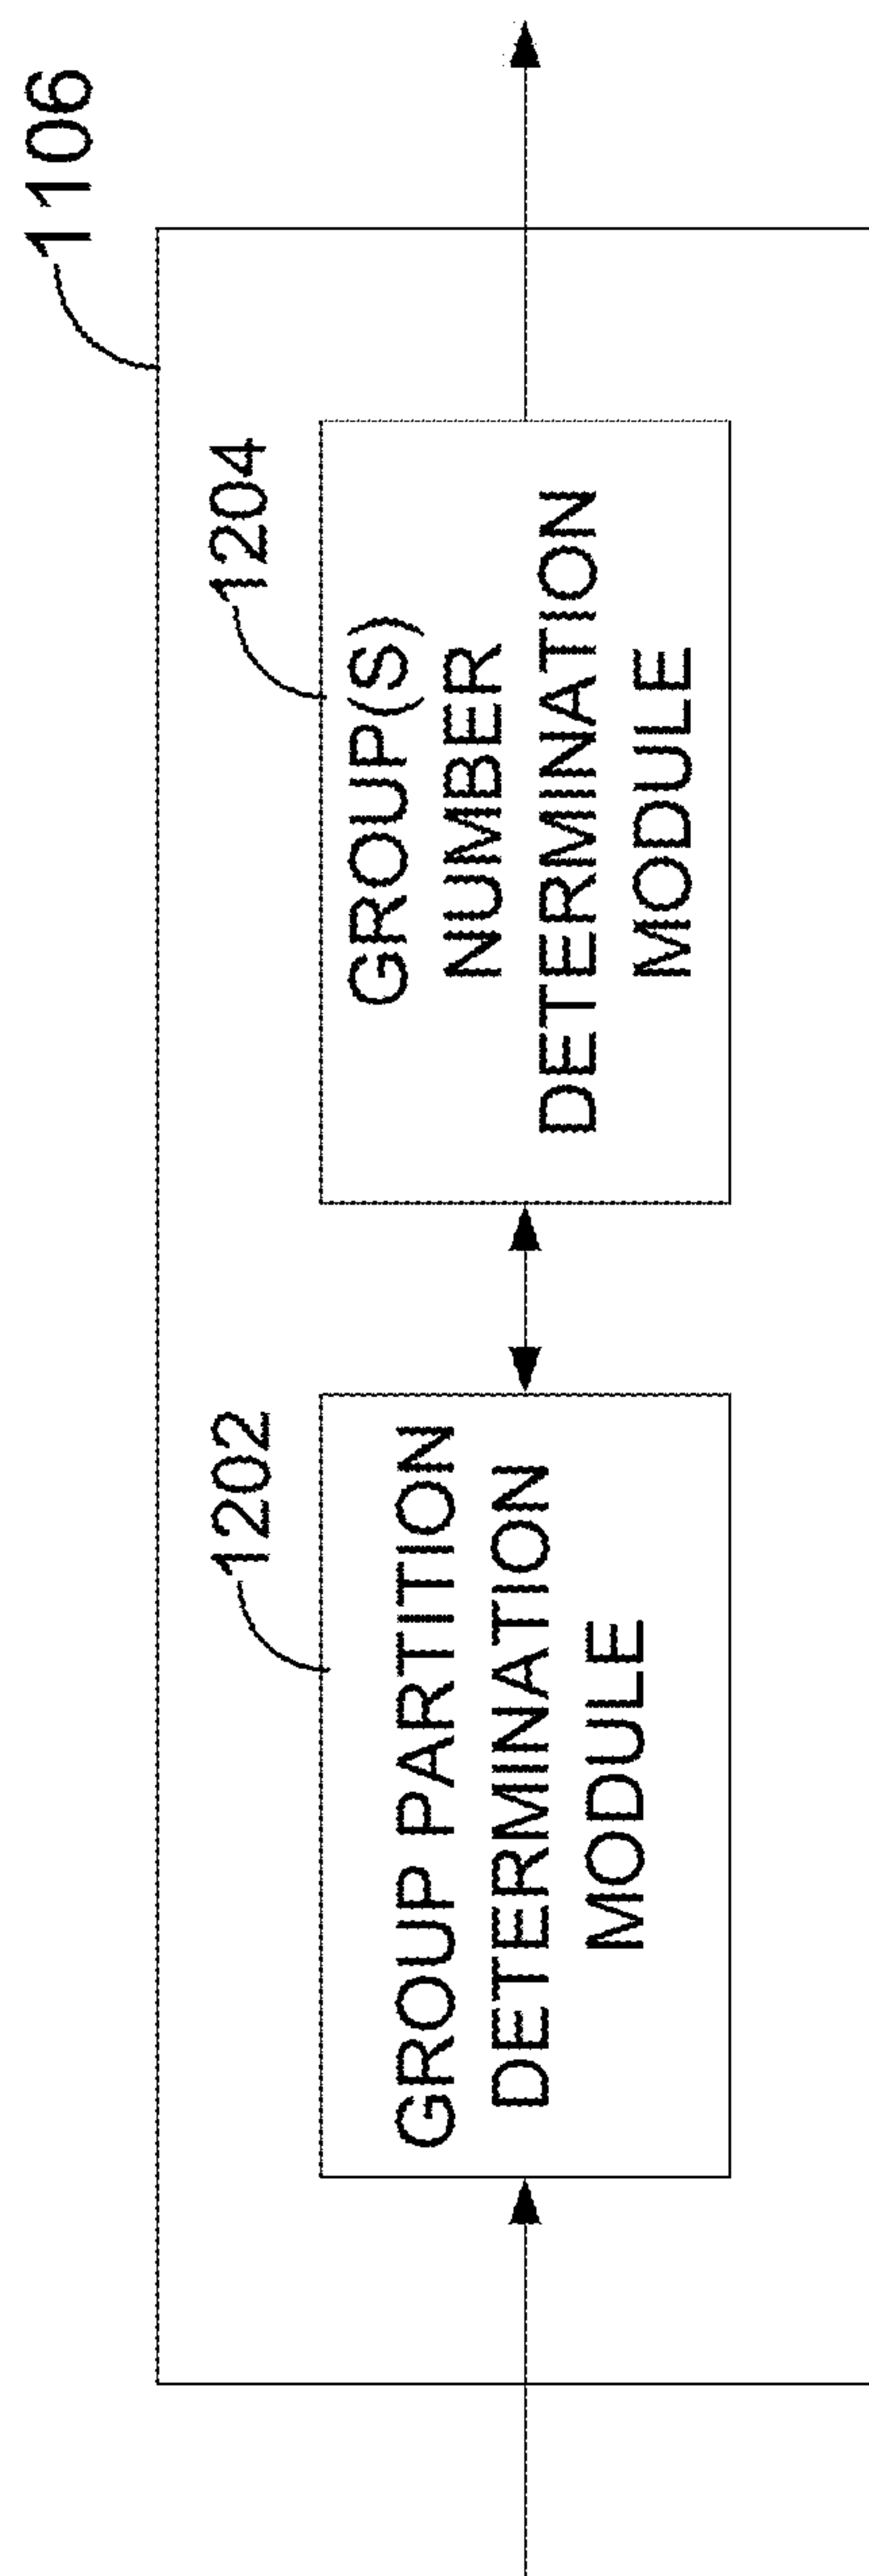 1106
1202
GROUP PARTITION
DETERMINATION
MODULE
1204
GROUP(S)
NUMBER
DETERMINATION
MODULE